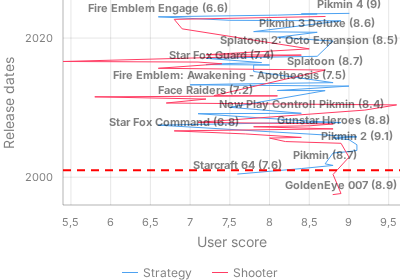 Pikmin 4 (9)
Fire Emblem Engage (6.6)
Pikmin 3 Deluxe (8.6)
2020
Splatoon 2: Octo Expansion (8.5)
Star Fox Guard (7.4)
Splatoon (8.7)
Fire Emblem: Awakening - Apotheosis (7.5)
Face Raiders (7.2)
New Play Control! Pikmin (8.4)
Star Fox Command (6.8)
Gunstar Heroes (8.8)
Pikmin 2 (9.1)
Pikmin (8.7)
Starcraft 64 (7.6)
2000
GoldenEye 007 (8.9)
Release dates
5,5 6 6,5 7 7,5 8 8,5 9 9,5
User score
Strategy Shooter